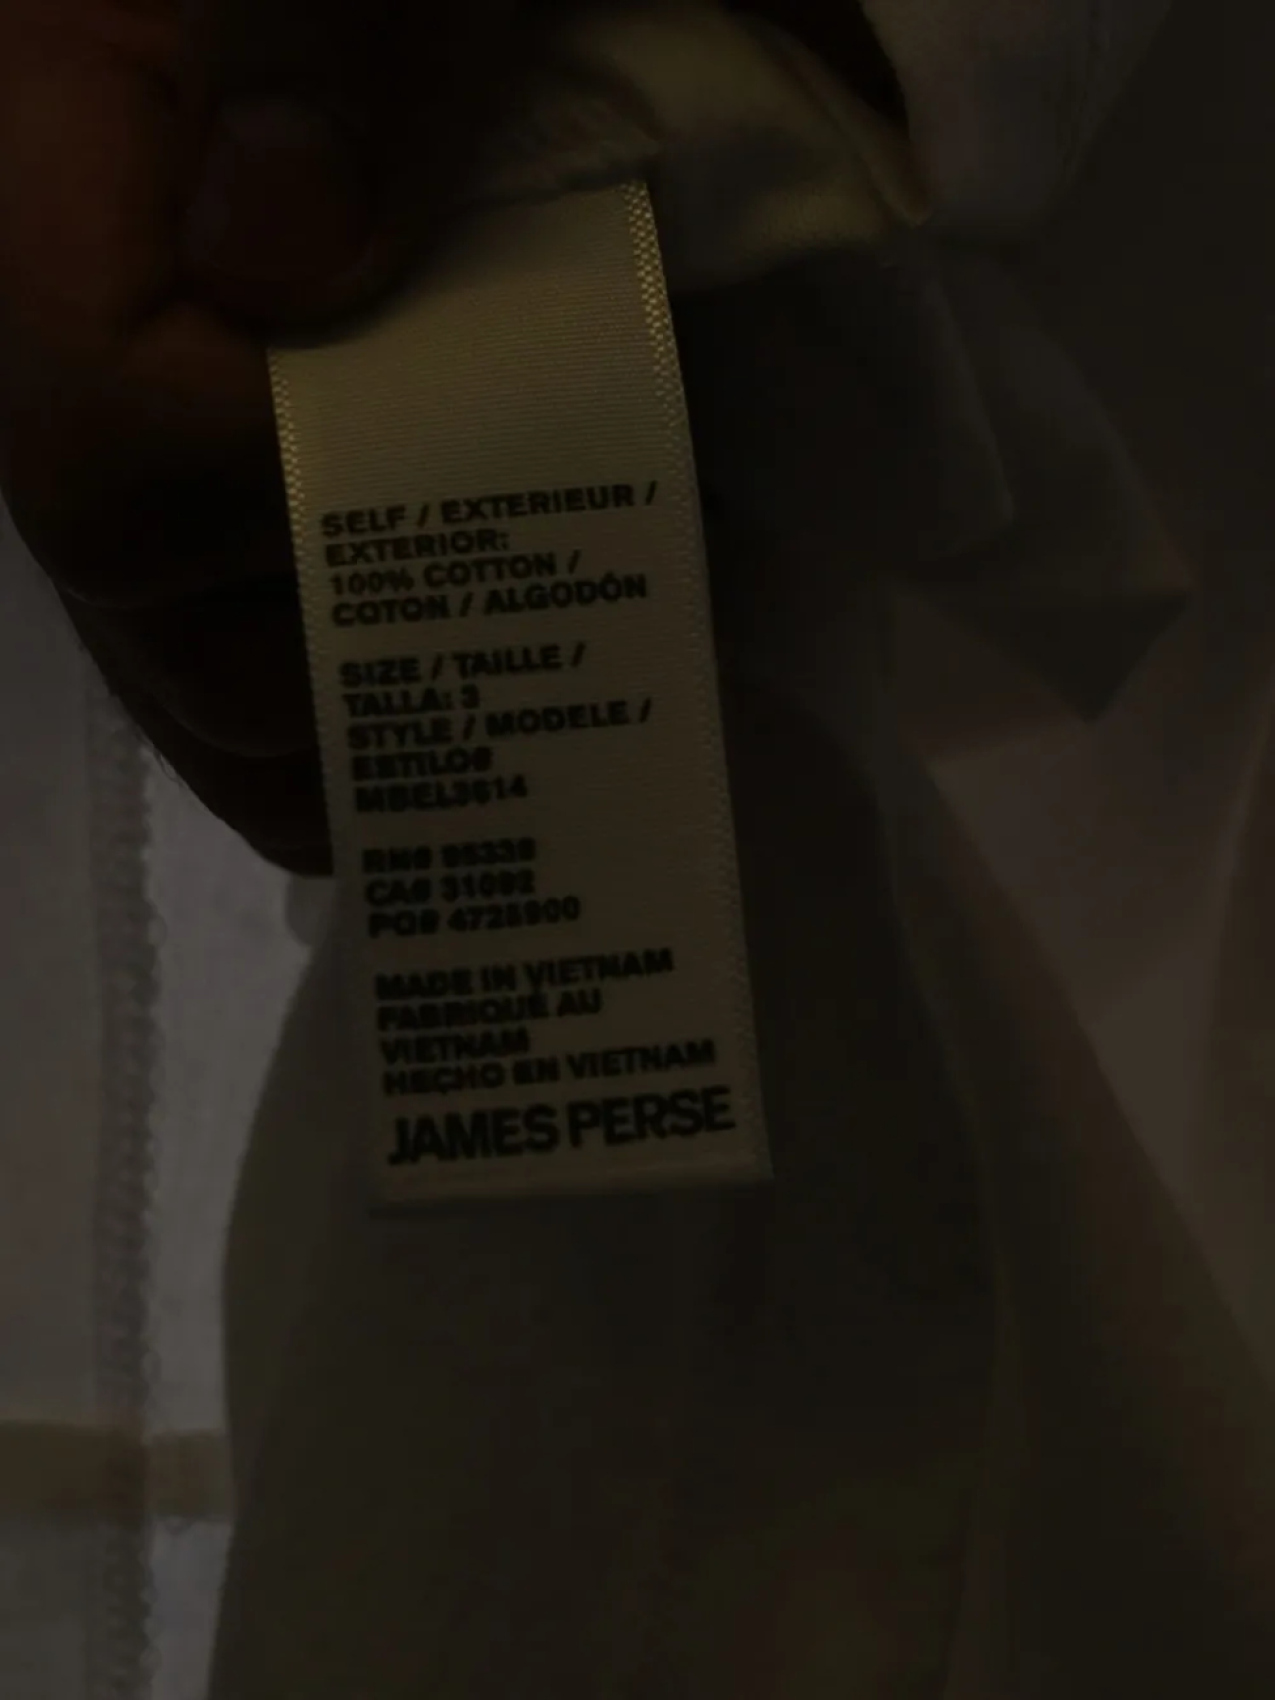 SELF / EXTERIEUR /
EXTERIOR:
100% COTTON /
COTON / ALGODÓN
SIZE / TAILLE /
TALLA: 3
STYLE / MODELE /
ESTILO#
MBEL3614
RN# 95339
CA# 31092
PO# 4725900
MADE IN VIETNAM
FABRIQUÉ AU
VIETNAM
HECHO EN VIETNAM
JAMES PERSE